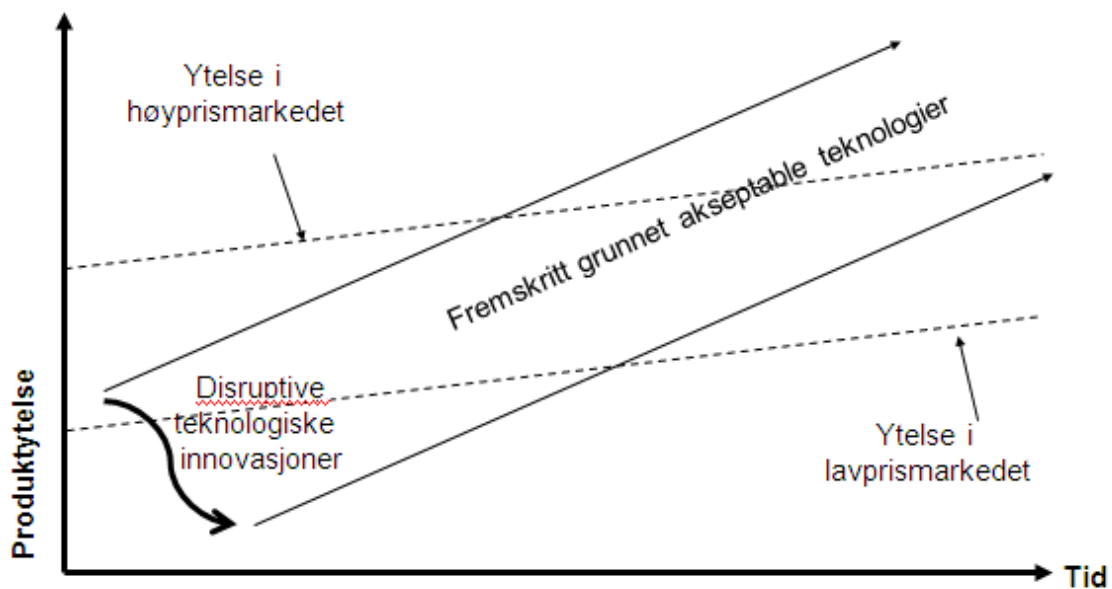 Ytelse i
høyprismarkedet
Fremskritt grunnet akseptable teknologier
Disruptive
teknologiske
innovasjoner
Ytelse i
lavprismarkedet
Produktytelse
Tid